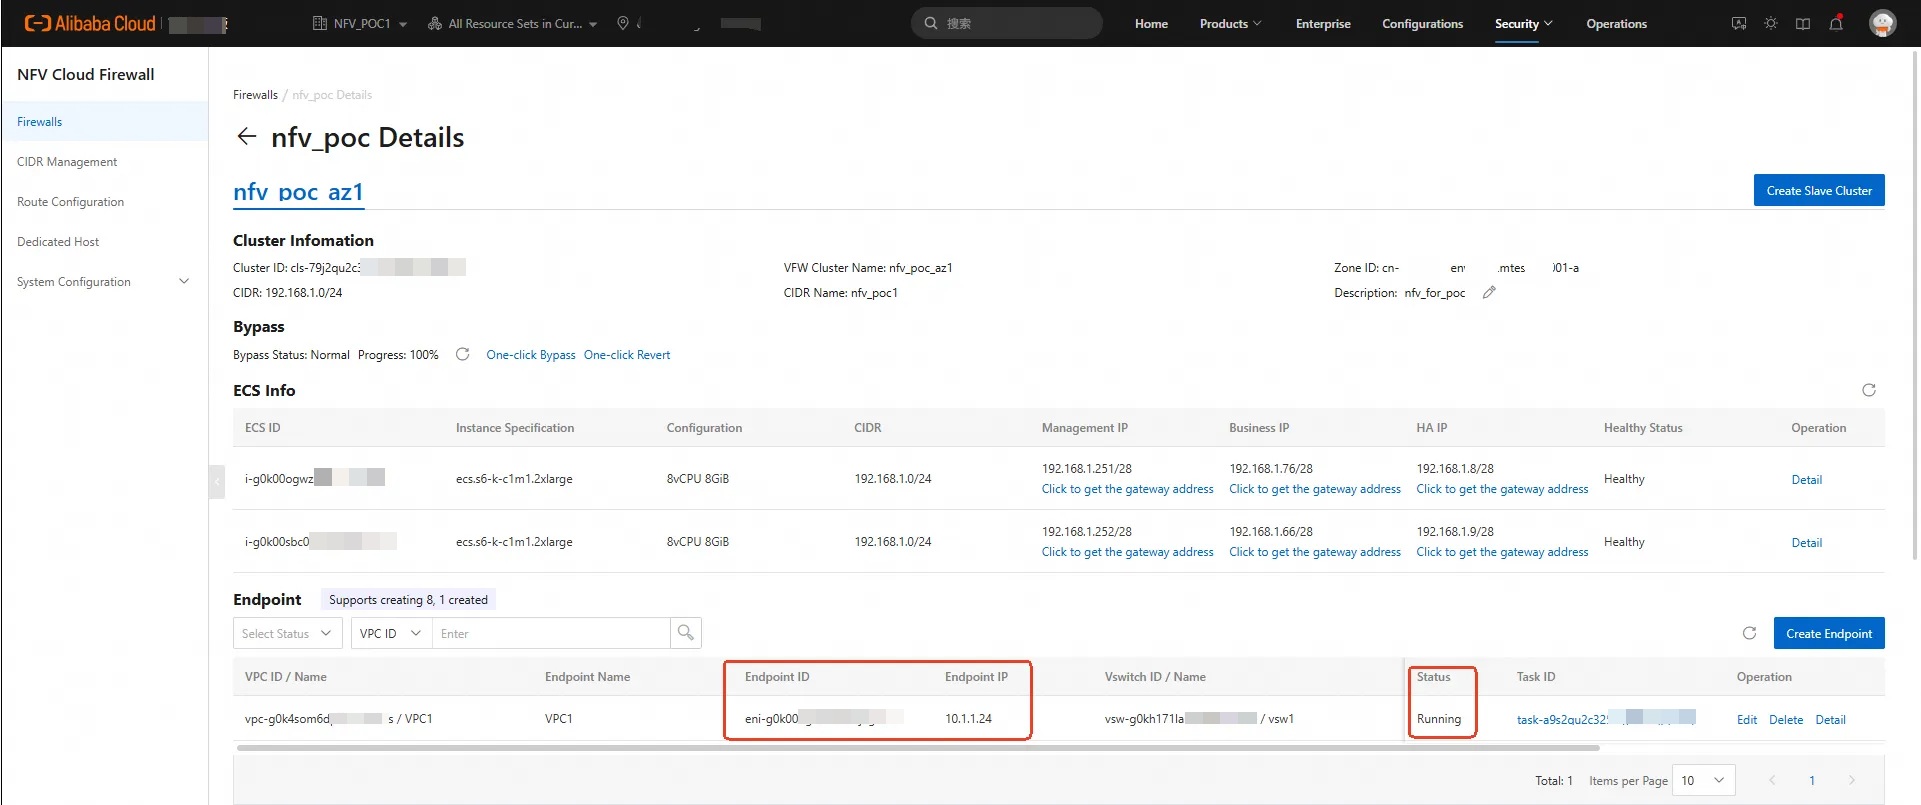 Alibaba Cloud
NFV_POC1
All Resource Sets in Cur...
搜索
Home
Products
Enterprise
Configurations
Security
Operations
NFV Cloud Firewall
Firewalls
CIDR Management
Route Configuration
Dedicated Host
System Configuration
Firewalls / nfv_poc Details
nfv_poc Details
nfv_poc_az1
Create Slave Cluster
Cluster Infomation
Cluster ID: cls-79j2qu2c3
VFW Cluster Name: nfv_poc_az1
Zone ID: cn-
.mtes
01-a
CIDR: 192.168.1.0/24
CIDR Name: nfv_poc1
Description: nfv_for_poc
Bypass
Bypass Status: Normal Progress: 100% One-click Bypass One-click Revert
ECS Info
ECS ID Instance Specification Configuration CIDR Management IP Business IP HA IP Healthy Status Operation
i-g0k00ogwz ecs.s6-k-c1m1.2xlarge 8vCPU 8GiB 192.168.1.0/24 192.168.1.251/28 192.168.1.76/28 192.168.1.8/28 Healthy Detail
Click to get the gateway address Click to get the gateway address Click to get the gateway address
i-g0k00sbc0 ecs.s6-k-c1m1.2xlarge 8vCPU 8GiB 192.168.1.0/24 192.168.1.252/28 192.168.1.66/28 192.168.1.9/28 Healthy Detail
Click to get the gateway address Click to get the gateway address Click to get the gateway address
Endpoint Supports creating 8, 1 created
Select Status VPC ID Enter Create Endpoint
VPC ID / Name Endpoint Name Endpoint ID Endpoint IP Vswitch ID / Name Status Task ID Operation
vpc-g0k4som6d s / VPC1 VPC1 eni-g0k00 10.1.1.24 vsw-g0kh171la / vsw1 Running task-a9s2qu2c32 Edit Delete Detail
Total: 1 Items per Page 10 1